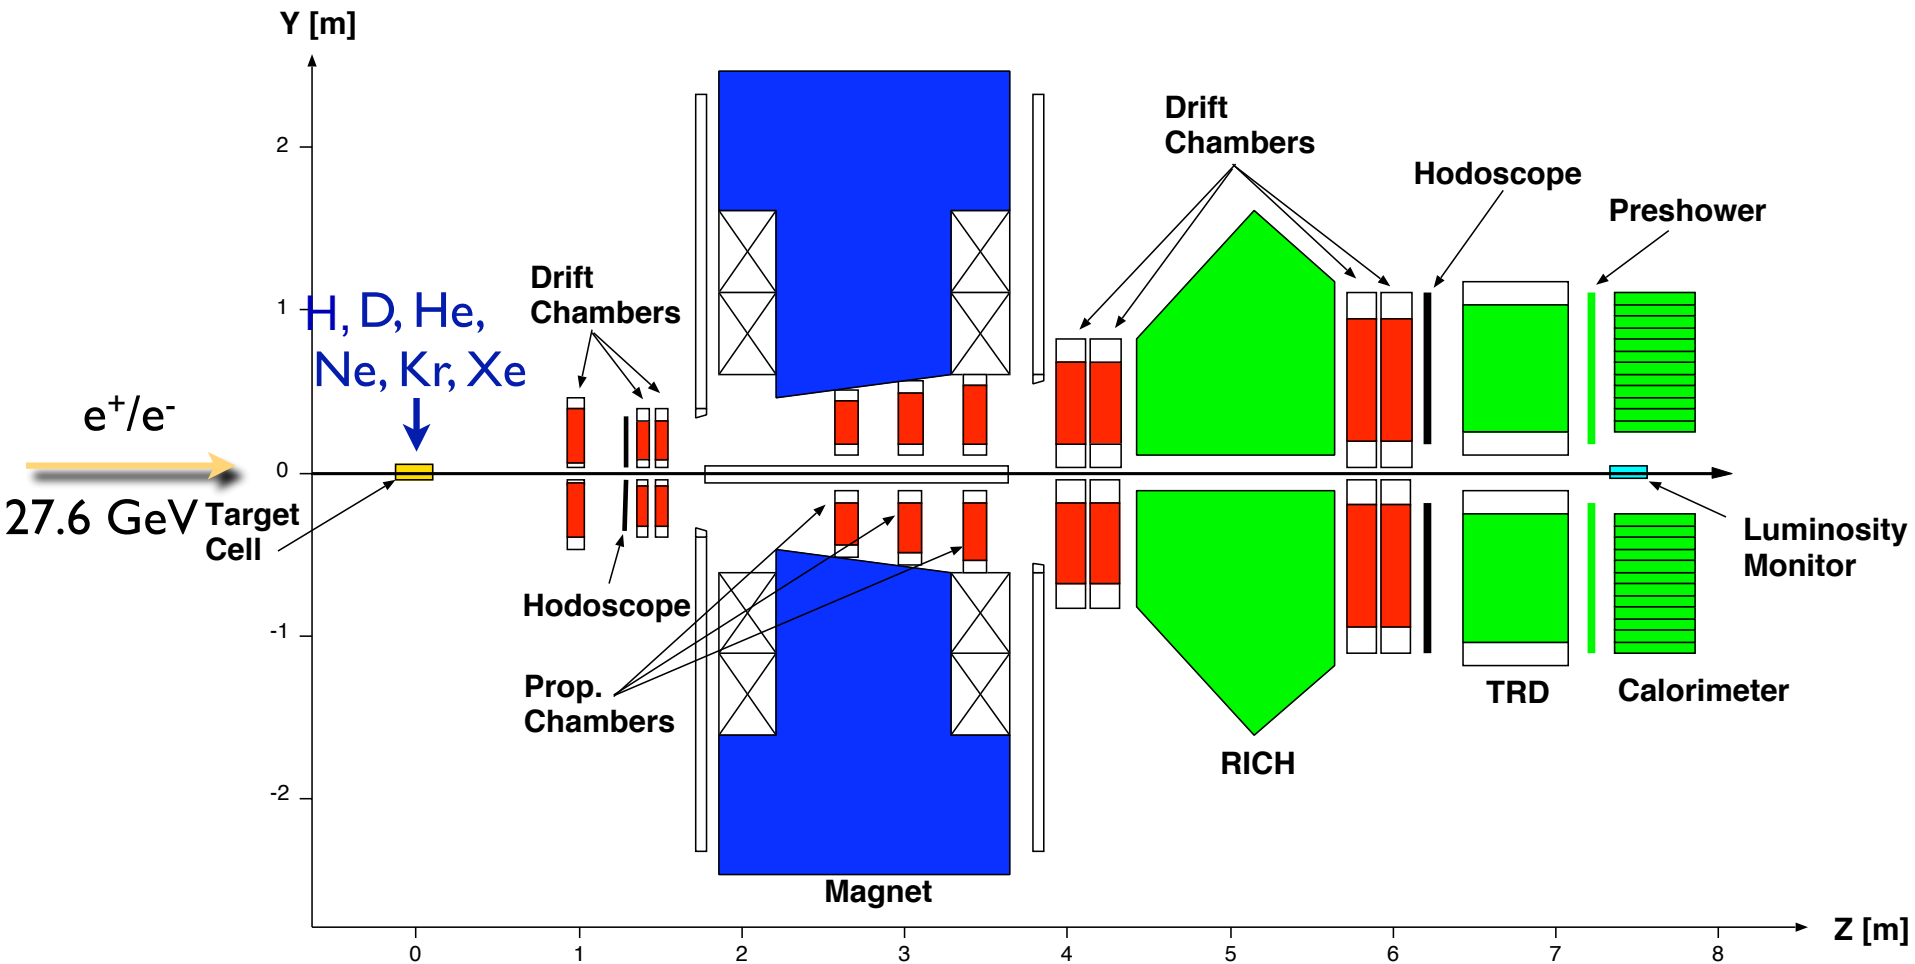 Y [m]
2
1
0
-1
-2
H, D, He,
Ne, Kr, Xe
e+/e-
27.6 GeV
Target
Cell
Drift
Chambers
Hodoscope
Prop.
Chambers
Magnet
Drift
Chambers
Hodoscope
Preshower
RICH
TRD
Calorimeter
Luminosity
Monitor
0 1 2 3 4 5 6 7 8
Z [m]